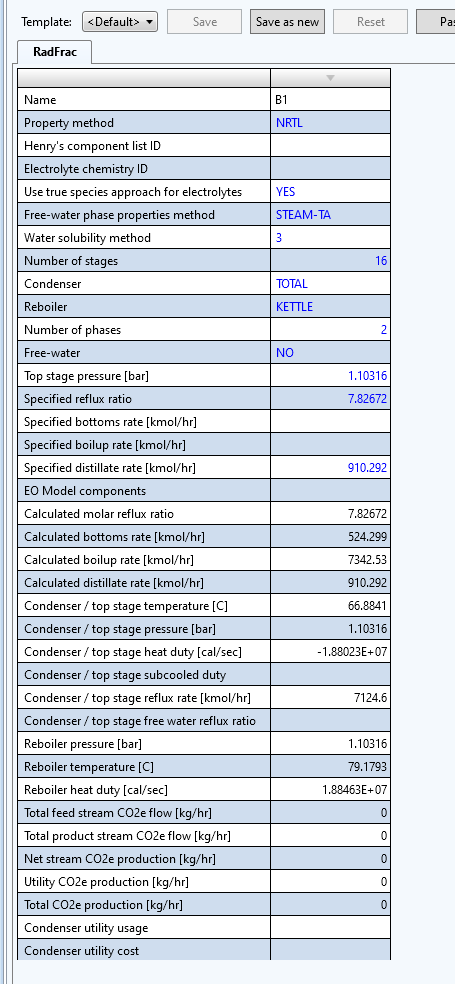 Template: <Default> Save Save as new Reset Pas
RadFrac
Name B1
Property method NRTL
Henry's component list ID
Electrolyte chemistry ID
Use true species approach for electrolytes YES
Free-water phase properties method STEAM-TA
Water solubility method 3
Number of stages 16
Condenser TOTAL
Reboiler KETTLE
Number of phases 2
Free-water NO
Top stage pressure [bar] 1.10316
Specified reflux ratio 7.82672
Specified bottoms rate [kmol/hr]
Specified boilup rate [kmol/hr]
Specified distillate rate [kmol/hr] 910.292
EO Model components
Calculated molar reflux ratio 7.82672
Calculated bottoms rate [kmol/hr] 524.299
Calculated boilup rate [kmol/hr] 7342.53
Calculated distillate rate [kmol/hr] 910.292
Condenser / top stage temperature [C] 66.8841
Condenser / top stage pressure [bar] 1.10316
Condenser / top stage heat duty [cal/sec] -1.88023E+07
Condenser / top stage subcooled duty
Condenser / top stage reflux rate [kmol/hr] 7124.6
Condenser / top stage free water reflux ratio
Reboiler pressure [bar] 1.10316
Reboiler temperature [C] 79.1793
Reboiler heat duty [cal/sec] 1.88463E+07
Total feed stream CO2e flow [kg/hr] 0
Total product stream CO2e flow [kg/hr] 0
Net stream CO2e production [kg/hr] 0
Utility CO2e production [kg/hr] 0
Total CO2e production [kg/hr] 0
Condenser utility usage
Condenser utility cost